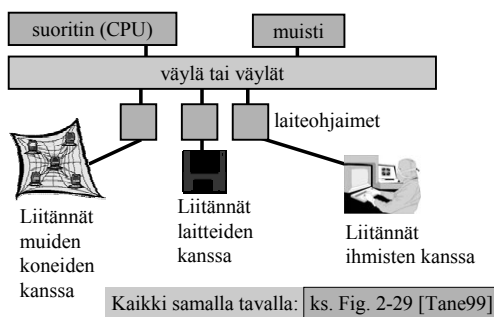 suoritin (CPU)
muisti
väylä tai väylät
laiteohjaimet
Liitännät
muiden
koneiden
kanssa
Liitännät
laitteiden
kanssa
Liitännät
ihmisten kanssa
Kaikki samalla tavalla: ks. Fig. 2-29 [Tane99]